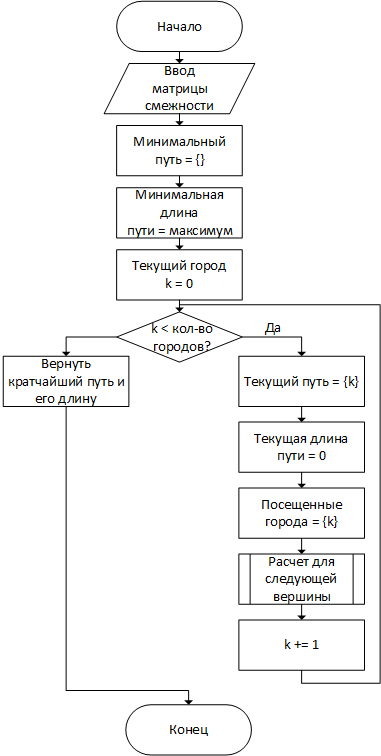 Начало
Ввод
матрицы
смежности
Минимальный
путь = {}
Минимальная
длина
пути = максимум
Текущий город
k = 0
k < кол-во
городов?
Да
Вернуть
кратчайший путь и
его длину
Текущий путь = {k}
Текущая длина
пути = 0
Посещенные
города = {k}
Расчет для
следующей
вершины
k += 1
Конец